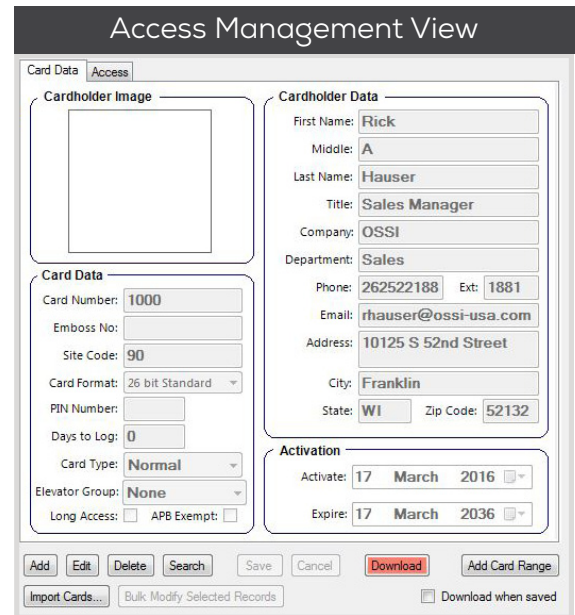 Access Management View
Card Data Access
Cardholder Image
Cardholder Data
First Name: Rick
Middle: A
Last Name: Hauser
Title: Sales Manager
Company: OSSI
Department: Sales
Phone: 262522188 Ext: 1881
Email: rhauser@ossi-usa.com
Address: 10125 S 52nd Street
City: Franklin
State: WI Zip Code: 52132
Card Data
Card Number: 1000
Emboss No:
Site Code: 90
Card Format: 26 bit Standard
PIN Number:
Days to Log: 0
Card Type: Normal
Elevator Group: None
Long Access: APB Exempt:
Activation
Activate: 17 March 2016
Expire: 17 March 2036
Add Edit Delete Search Save Cancel Download Add Card Range
Import Cards... Bulk Modify Selected Records Download when saved